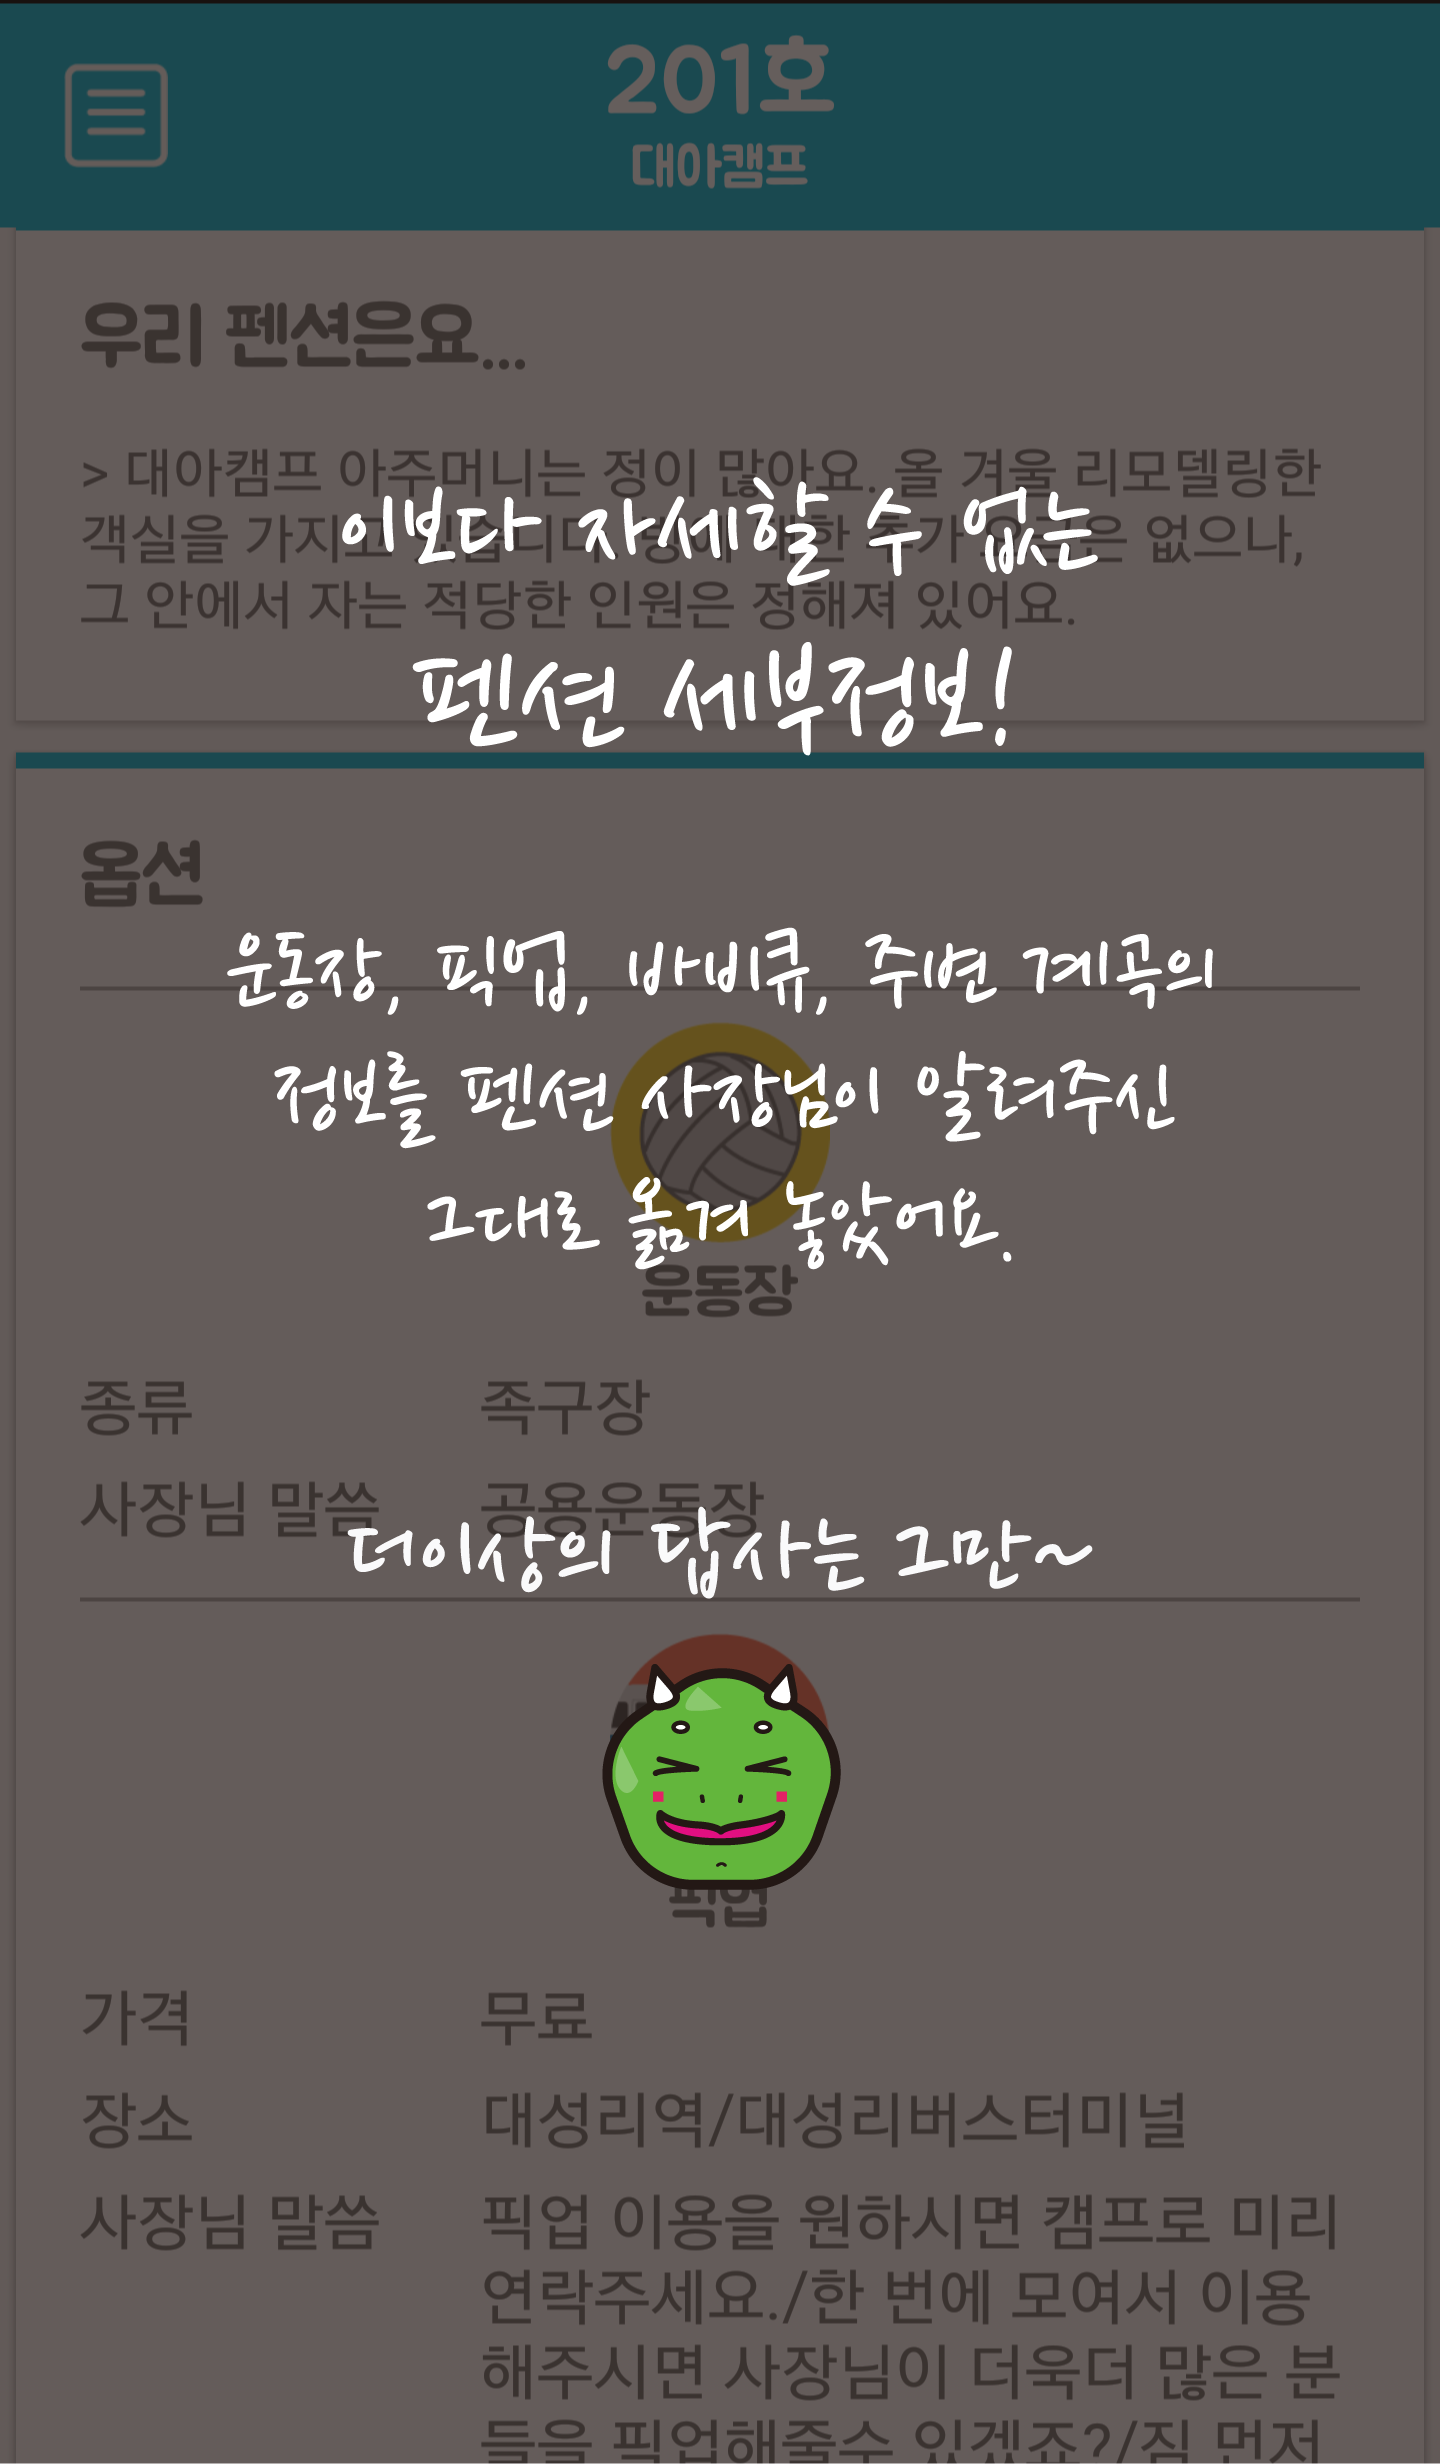 201호
대아캠프
우리 펜션은요...
> 대아캠프 아주머니는 정이 많아요. 올 겨울 리모델링한
이보다 자세할 수 없는
객실을 가지고 없으나,
그 안에서 자는 적당한 인원은 정해져 있어요.
펜션 세부정보!
옵션
운동장, 픽업, 바비큐, 주변 계곡의
정보를 펜션 사장님이 알려주신
그대로 옮겨 놓았어요.
운동장
종류 족구장
사장님 말씀 공용운동장
더이상의 답사는 그만~
픽업
가격 무료
장소 대성리역/대성리버스터미널
사장님 말씀 픽업 이용을 원하시면 캠프로 미리
연락주세요./한 번에 모여서 이용
해주시면 사장님이 더욱더 많은 분
들을 픽업해줄수 있겠죠?/짐 먼저